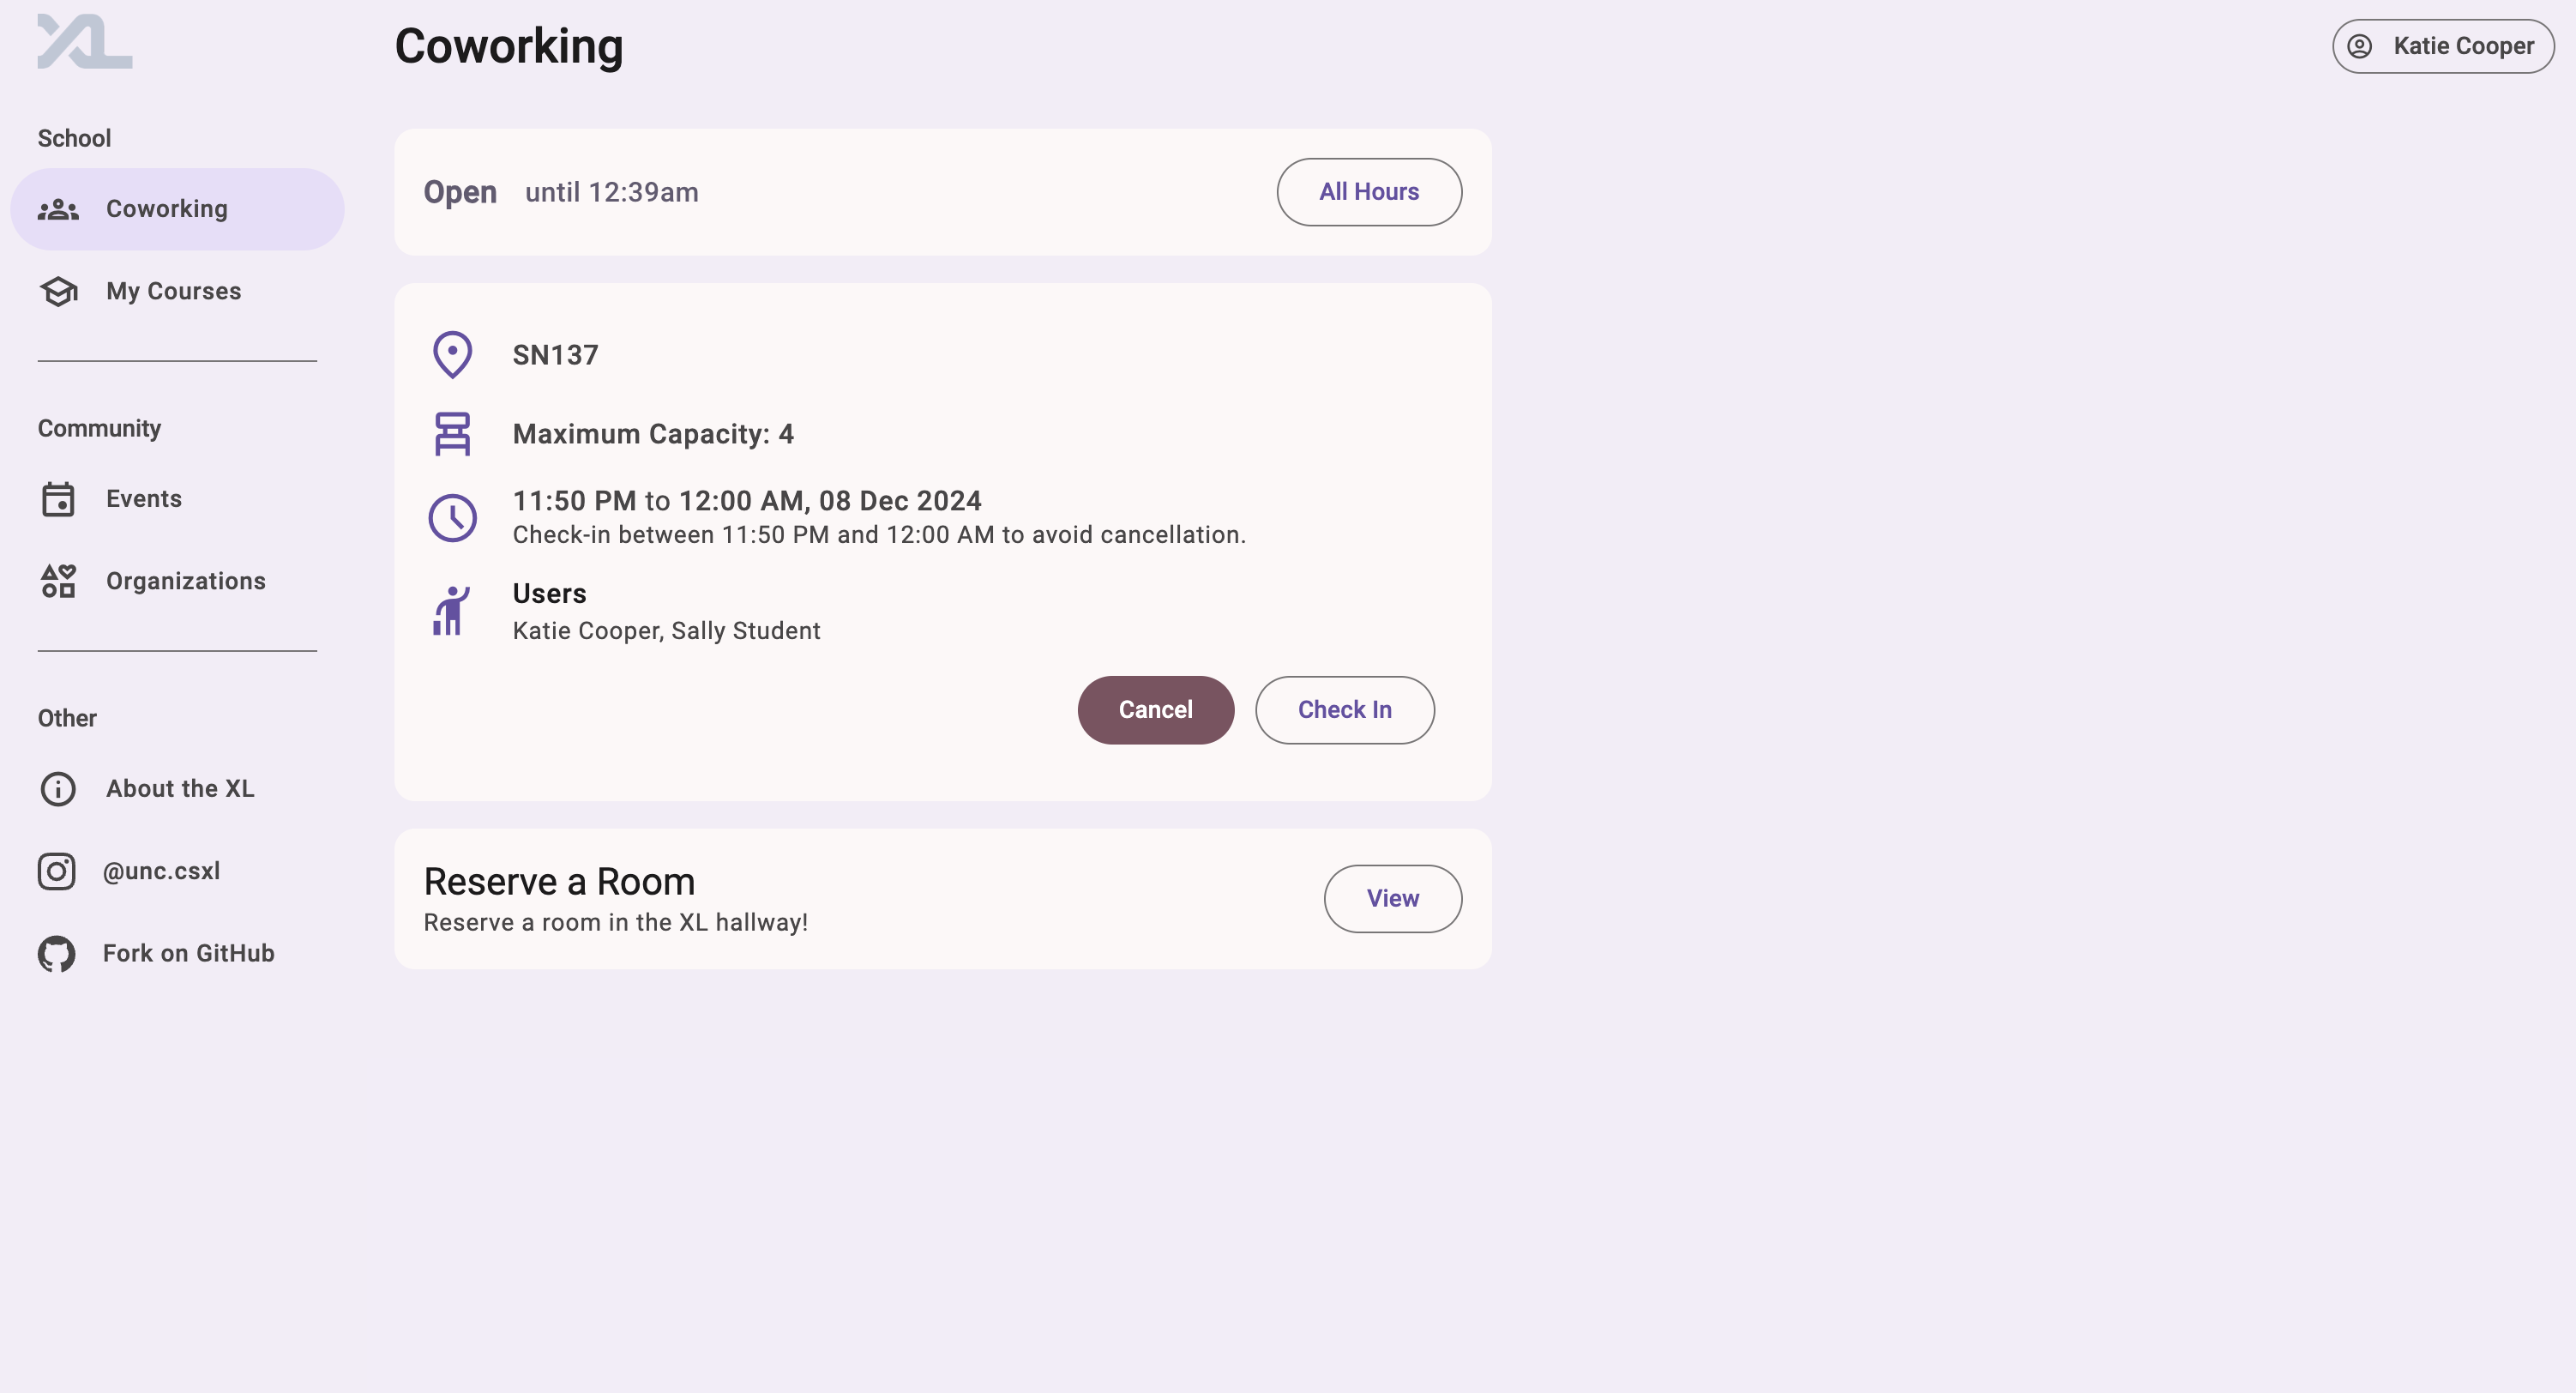 XL
Coworking
Katie Cooper
School
Coworking
My Courses
Community
Events
Organizations
Other
About the XL
@unc.csxl
Fork on GitHub
Open until 12:39am
All Hours
SN137
Maximum Capacity: 4
11:50 PM to 12:00 AM, 08 Dec 2024
Check-in between 11:50 PM and 12:00 AM to avoid cancellation.
Users
Katie Cooper, Sally Student
Cancel
Check In
Reserve a Room
Reserve a room in the XL hallway!
View